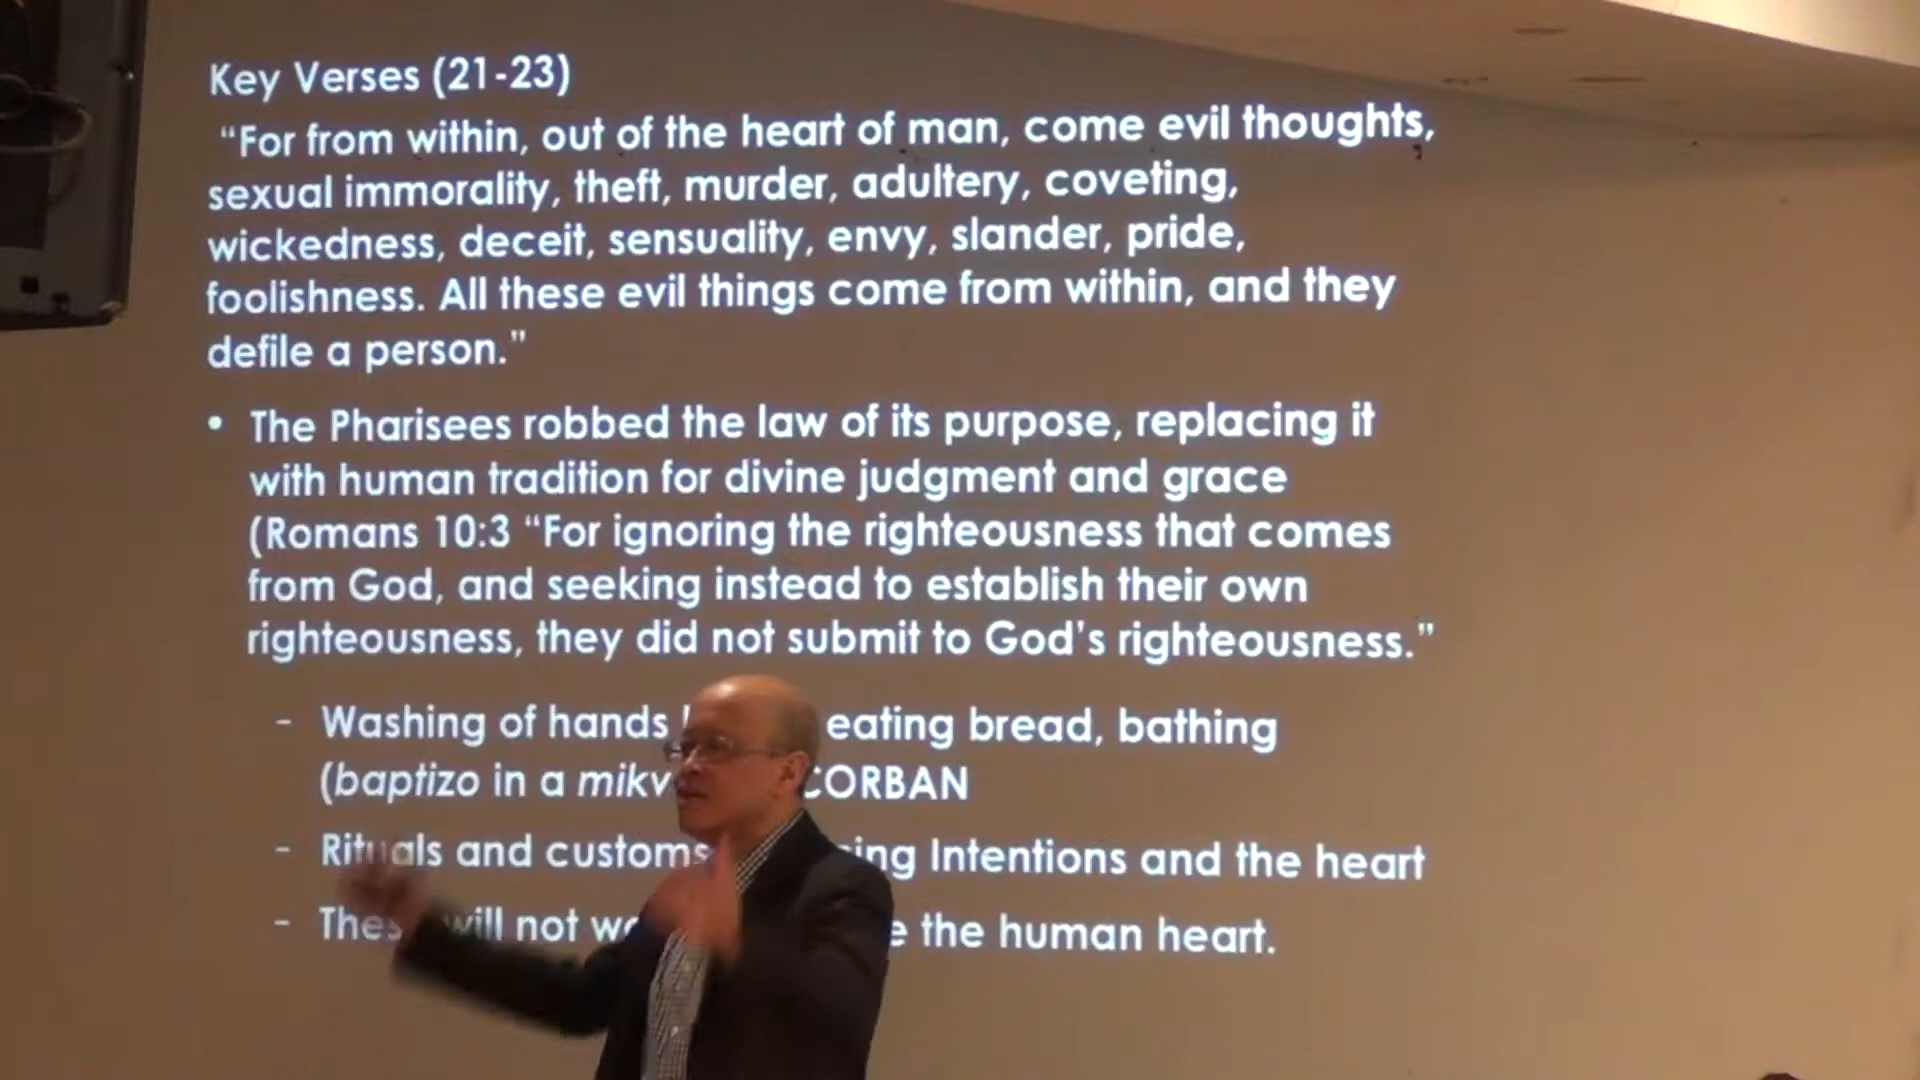 Key Verses (21-23)
“For from within, out of the heart of man, come evil thoughts,
sexual immorality, theft, murder, adultery, coveting,
wickedness, deceit, sensuality, envy, slander, pride,
foolishness. All these evil things come from within, and they
defile a person.”
• The Pharisees robbed the law of its purpose, replacing it
with human tradition for divine judgment and grace
(Romans 10:3 “For ignoring the righteousness that comes
from God, and seeking instead to establish their own
righteousness, they did not submit to God’s righteousness.”
- Washing of hands eating bread, bathing
(baptizo in a CORBAN
- Rituals and customs Intentions and the heart
- These will not the human heart.